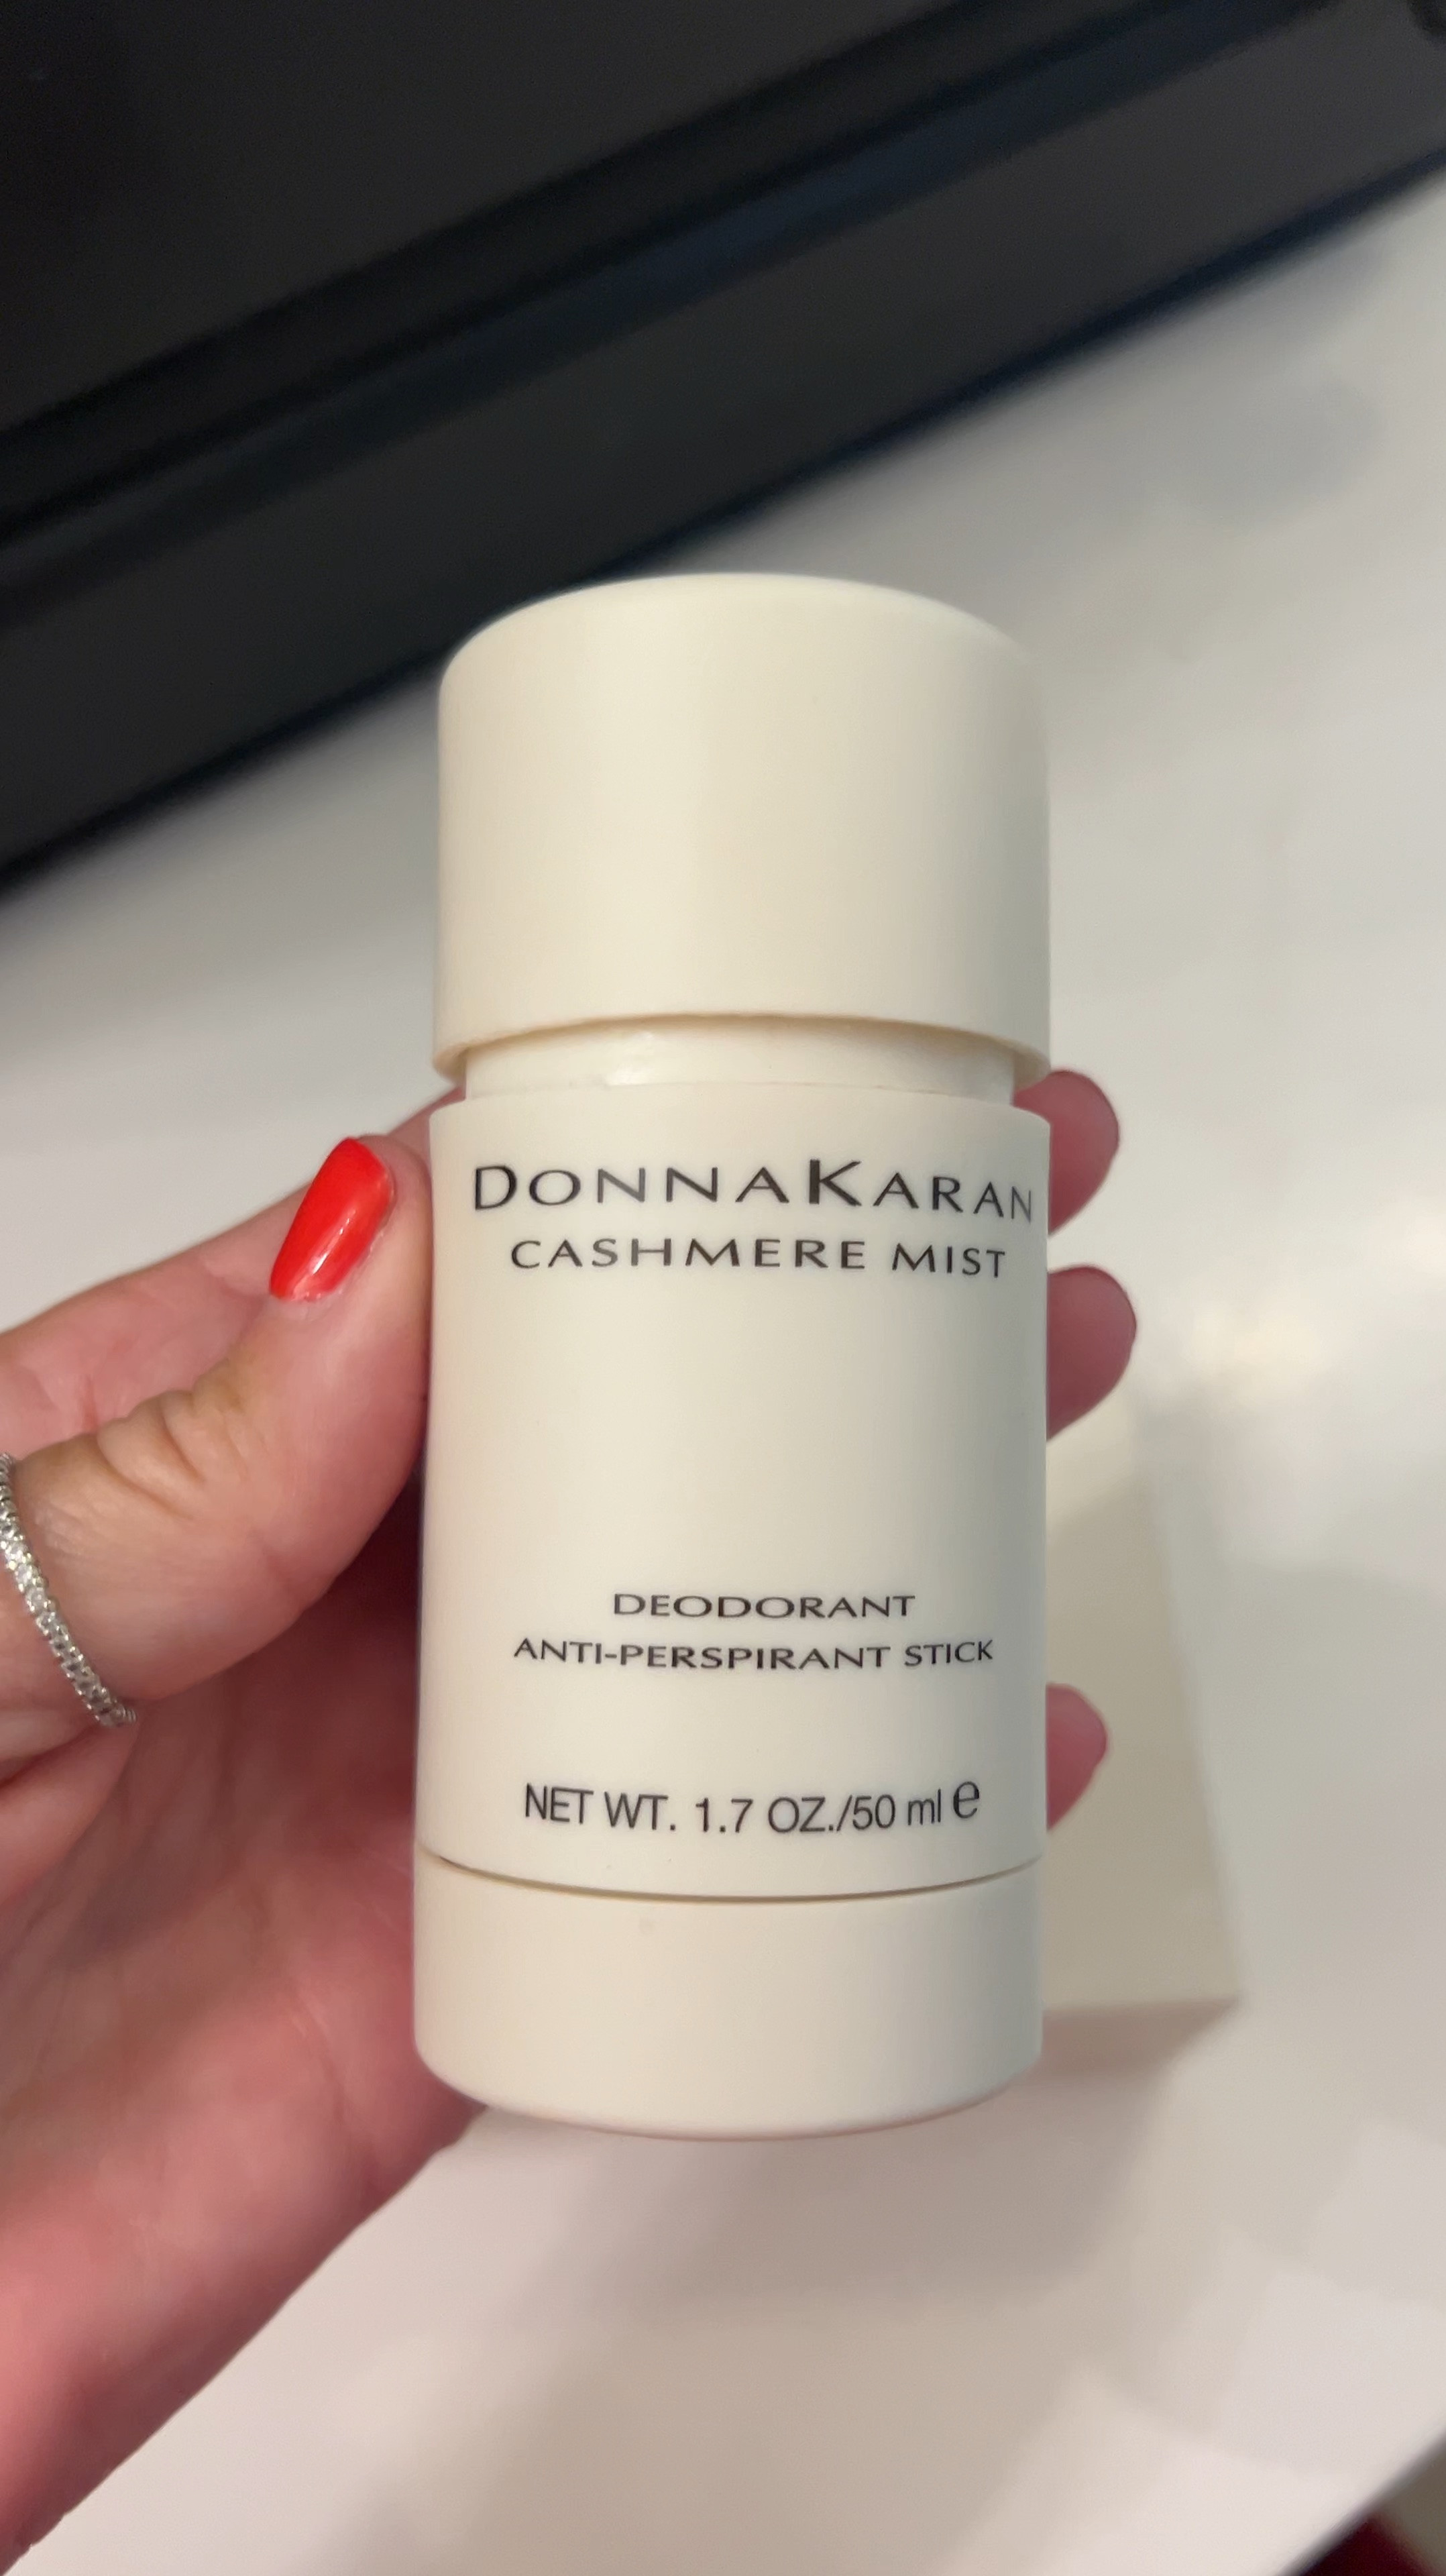 DONNAKARAN
CASHMERE MIST
DEODORANT
ANTI-PERSPIRANT STICK
NET WT. 1.7 OZ./50 ml ℮